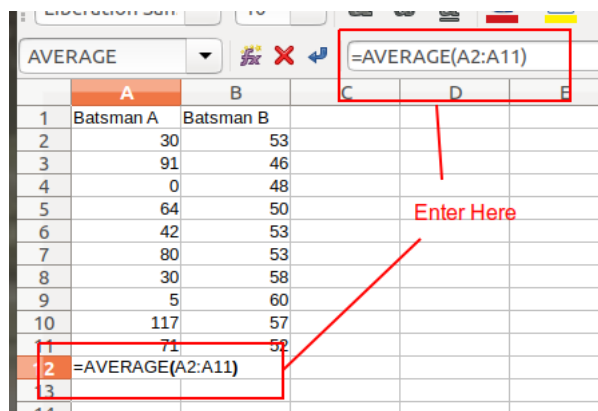 AVERAGE =AVERAGE(A2:A11)
A B C D E
1 Batsman A Batsman B
2 30 53
3 91 46
4 0 48
5 64 50
6 42 53
7 80 53
8 30 58
9 5 60
10 117 57
11 71 52
12 =AVERAGE(A2:A11)
13
Enter Here